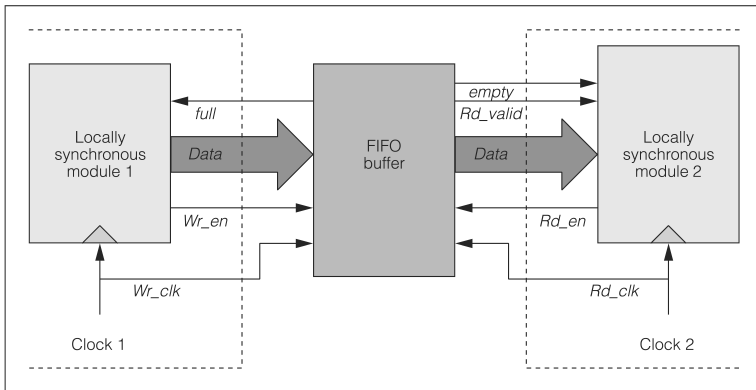 full
empty
Rd_valid
Locally
synchronous
module 1
Data
FIFO
buffer
Data
Locally
synchronous
module 2
Wr_en
Rd_en
Wr_clk
Rd_clk
Clock 1
Clock 2